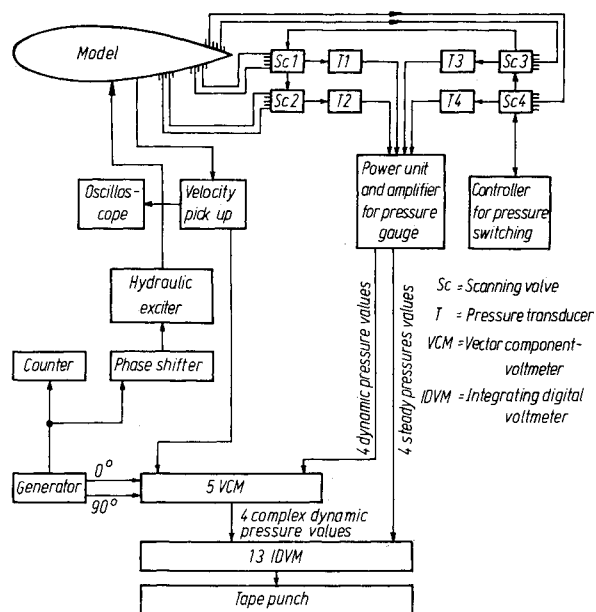 Model
Sc1
T1
T3
Sc3
Sc2
T2
T4
Sc4
Oscillos-
cope
Velocity
pick up
Power unit
and amplifier
for pressure
gauge
Controller
for pressure
switching
Hydraulic
exciter
Sc = Scanning valve
T = Pressure transducer
VCM = Vector component-
voltmeter
IDVM = Integrating digital
voltmeter
4 dynamic pressure values
4 steady pressures values
Counter
Phase shifter
Generator
0°
90°
5 VCM
4 complex dynamic
pressure values
13 IDVM
Tape punch